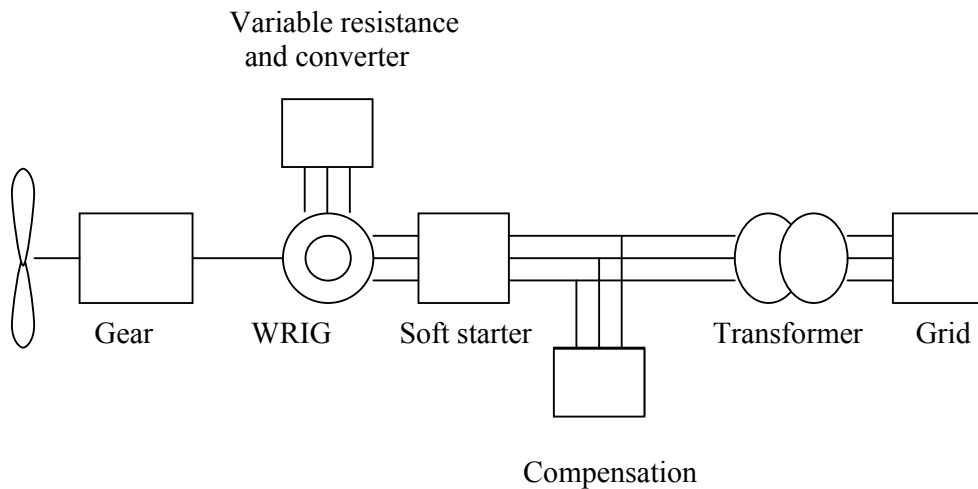 Variable resistance
and converter
Gear
WRIG
Soft starter
Transformer
Grid
Compensation